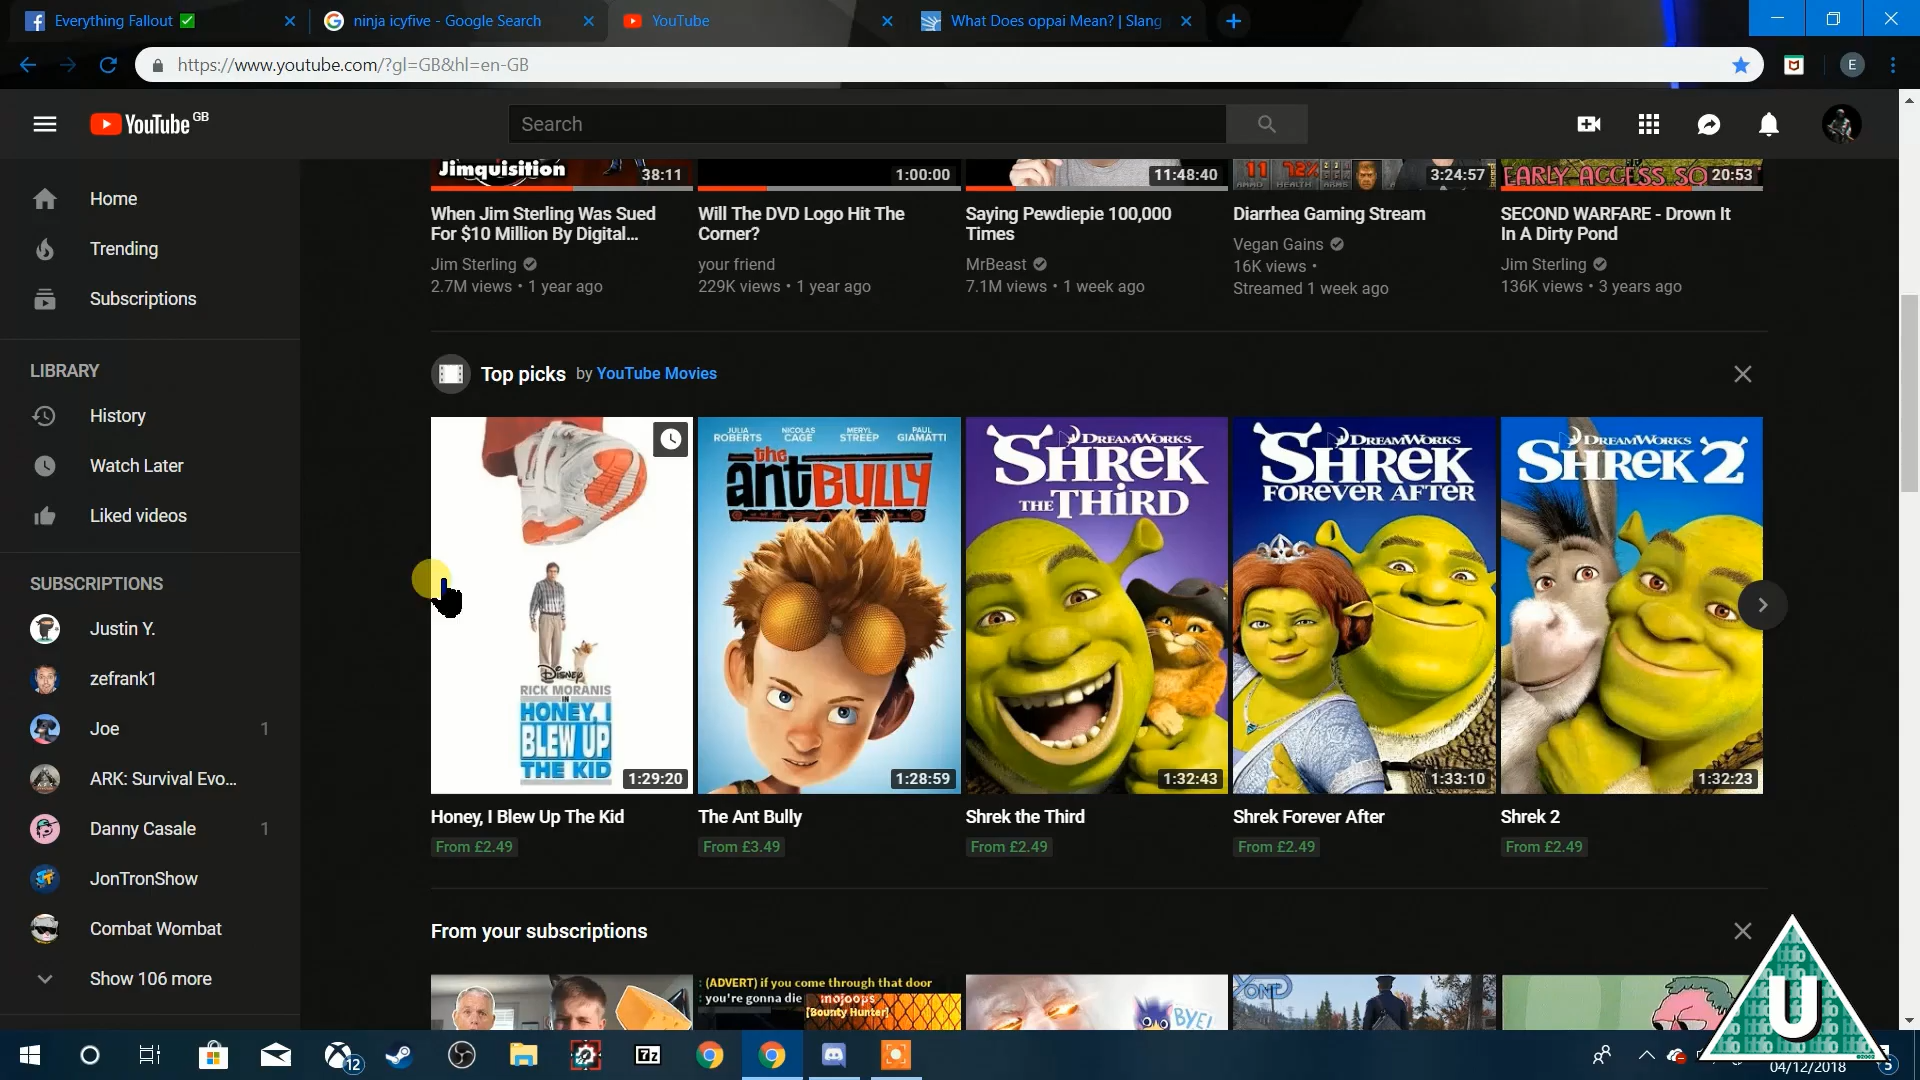 Everything Fallout ✅
ninja icyfive - Google Search
YouTube
What Does oppai Mean? | Slang
https://www.youtube.com/?gl=GB&hl=en-GB
E
YouTube GB
Search
Home
Trending
Subscriptions
LIBRARY
History
Watch Later
Liked videos
SUBSCRIPTIONS
Justin Y.
zefrank1
Joe 1
ARK: Survival Evo...
Danny Casale 1
JonTronShow
Combat Wombat
Show 106 more
Jimquisition
38:11
1:00:00
11:48:40
11 72%
AMMO HEALTH ARMS
3:24:57
EARLY ACCESS SO
20:53
When Jim Sterling Was Sued
For $10 Million By Digital...
Jim Sterling
2.7M views • 1 year ago
Will The DVD Logo Hit The
Corner?
your friend
229K views • 1 year ago
Saying Pewdiepie 100,000
Times
MrBeast
7.1M views • 1 week ago
Diarrhea Gaming Stream
Vegan Gains
16K views •
Streamed 1 week ago
SECOND WARFARE - Drown It
In A Dirty Pond
Jim Sterling
136K views • 3 years ago
Top picks by YouTube Movies
Disney
RICK MORANIS
IN
HONEY, I
BLEW UP
THE KID
1:29:20
JULIA ROBERTS NICOLAS CAGE MERYL STREEP PAUL GIAMATTI
the
ant BULLY
1:28:59
DREAMWORKS
SHREK
THE THIRD
1:32:43
DREAMWORKS
SHREK
FOREVER AFTER
1:33:10
DREAMWORKS
SHREK 2
1:32:23
Honey, I Blew Up The Kid
From £2.49
The Ant Bully
From £3.49
Shrek the Third
From £2.49
Shrek Forever After
From £2.49
Shrek 2
From £2.49
From your subscriptions
(ADVERT) if you come through that door
you're gonna die
mojoops
[Bounty Hunter]
BYE!
YOND
U
12
7z
04/12/2018
5